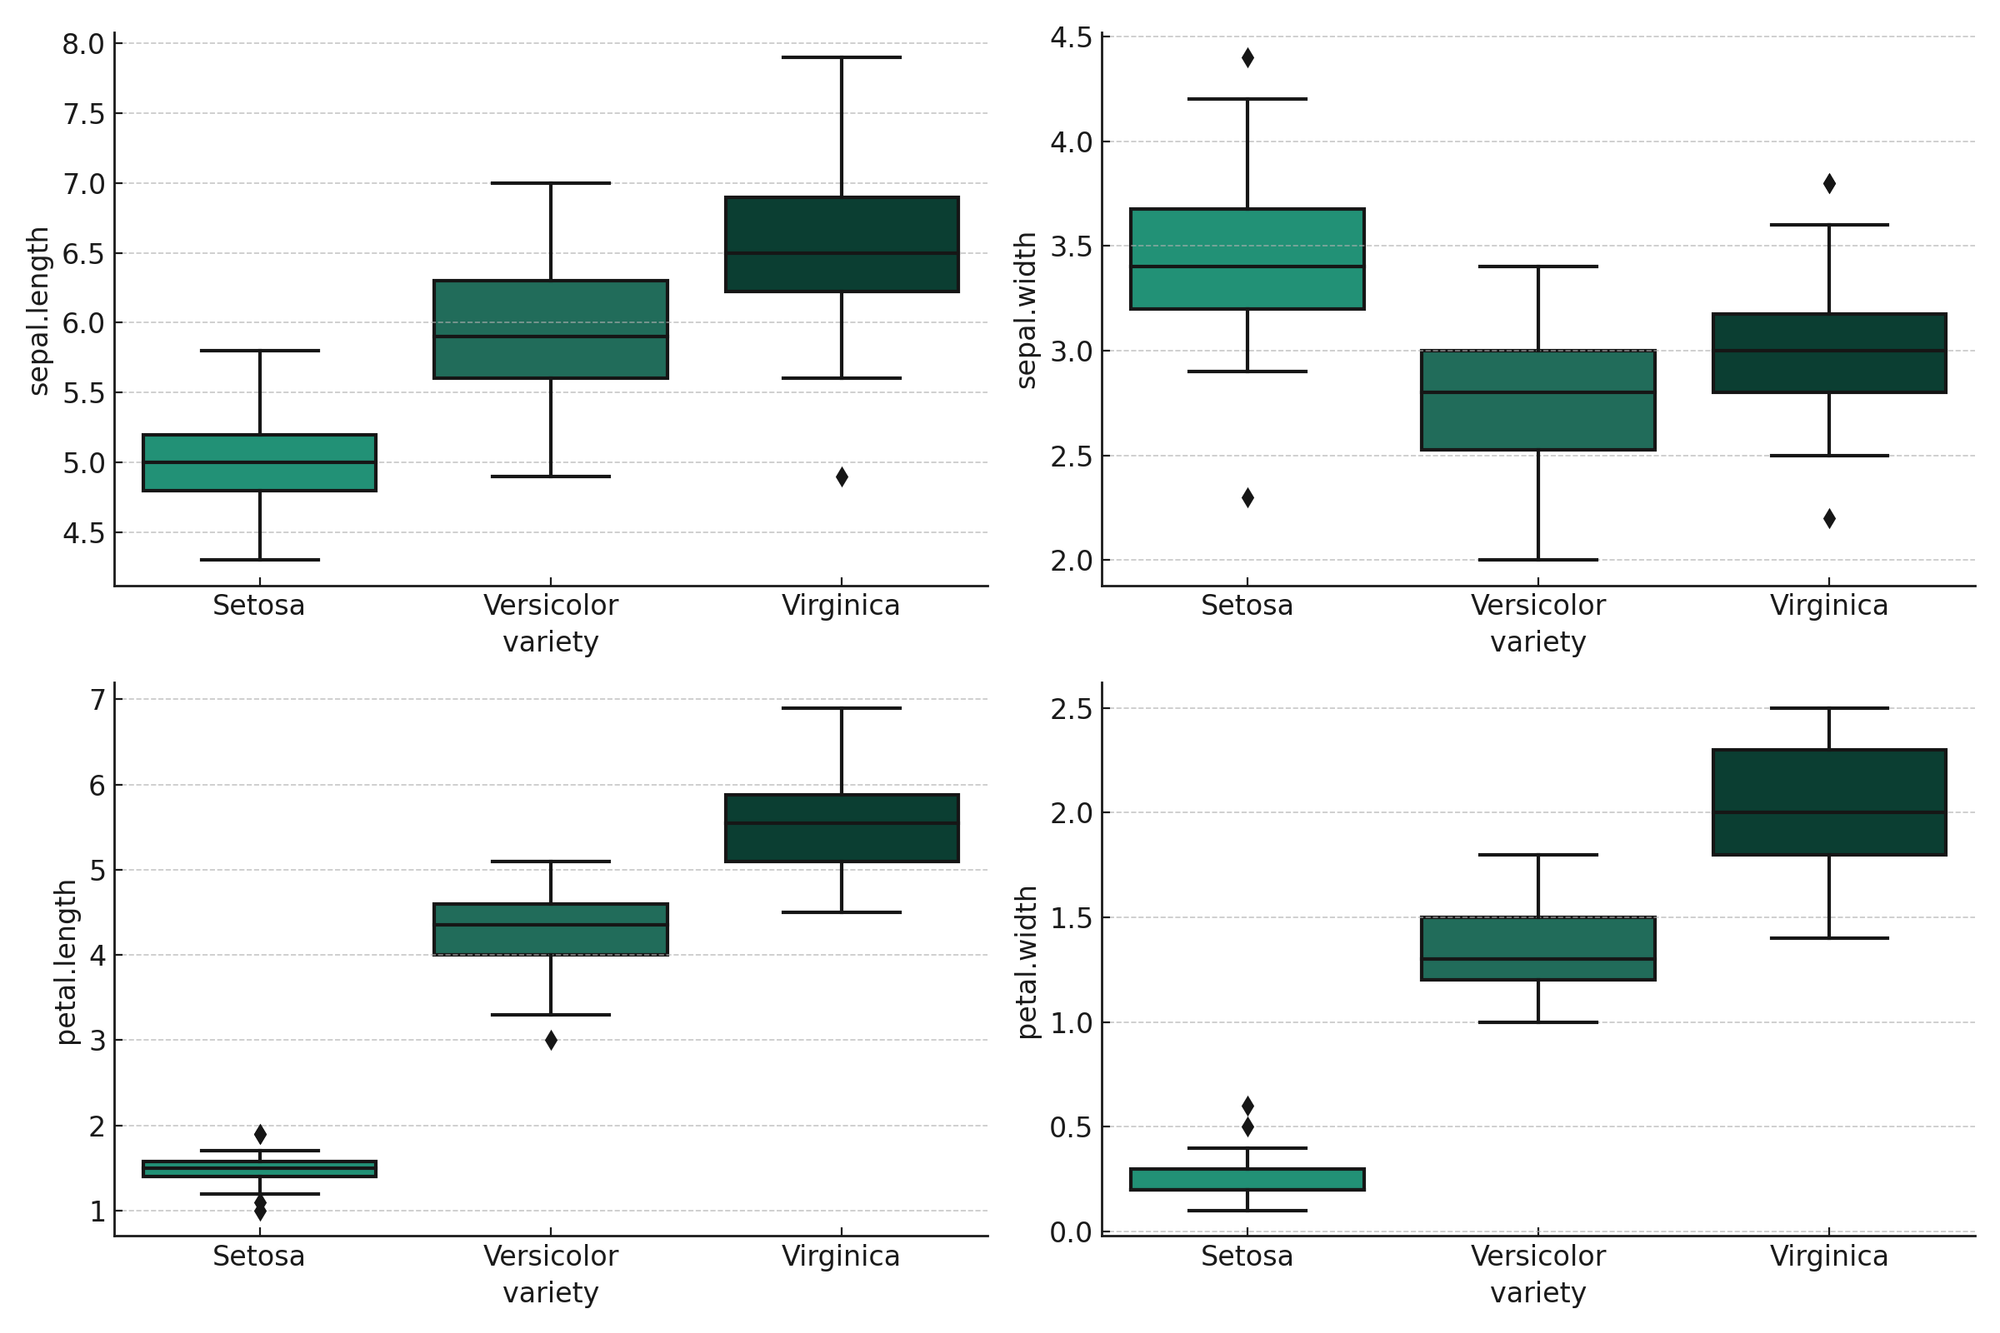 sepal.length
8.0
7.5
7.0
6.5
6.0
5.5
5.0
4.5
Setosa Versicolor Virginica
variety
sepal.width
4.5
4.0
3.5
3.0
2.5
2.0
Setosa Versicolor Virginica
variety
petal.length
7
6
5
4
3
2
1
Setosa Versicolor Virginica
variety
petal.width
2.5
2.0
1.5
1.0
0.5
0.0
Setosa Versicolor Virginica
variety